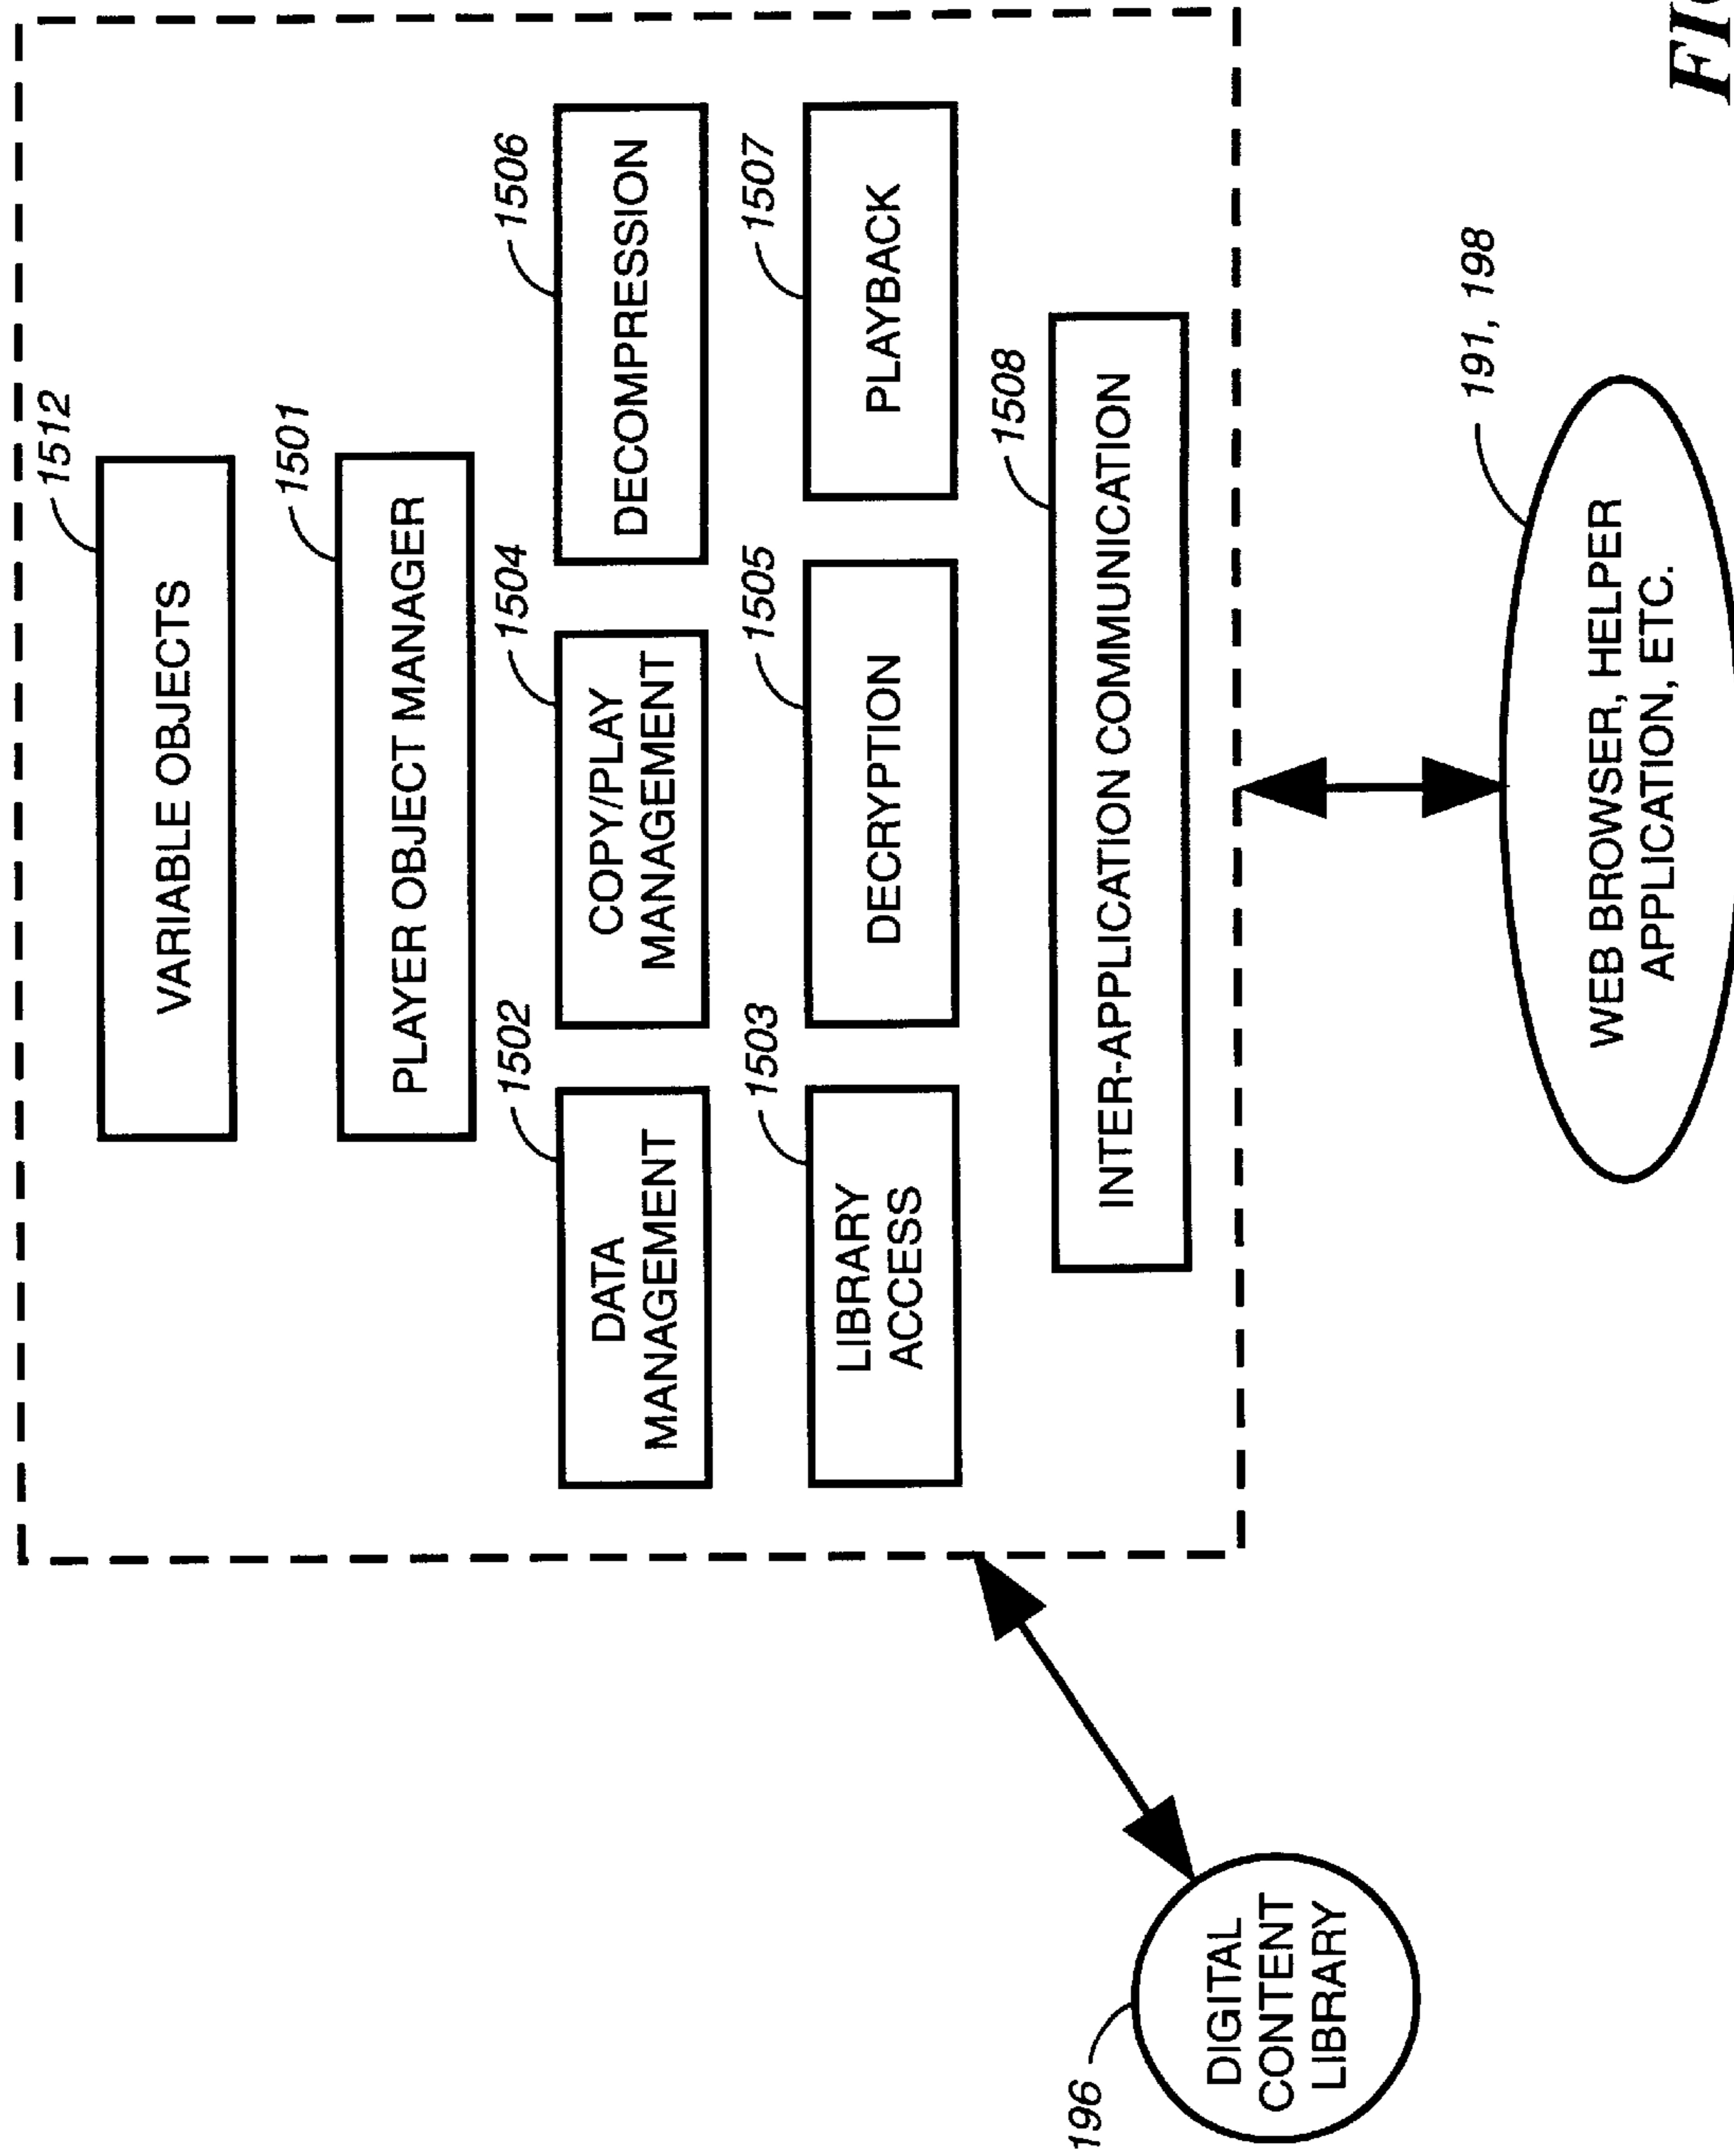 1512
VARIABLE OBJECTS
1501
PLAYER OBJECT MANAGER
1502
DATA
MANAGEMENT
1504
COPY/PLAY
MANAGEMENT
1506
DECOMPRESSION
1503
LIBRARY
ACCESS
1505
DECRYPTION
1507
PLAYBACK
1508
INTER-APPLICATION COMMUNICATION
196
DIGITAL
CONTENT
LIBRARY
191, 198
WEB BROWSER, HELPER
APPLICATION, ETC.